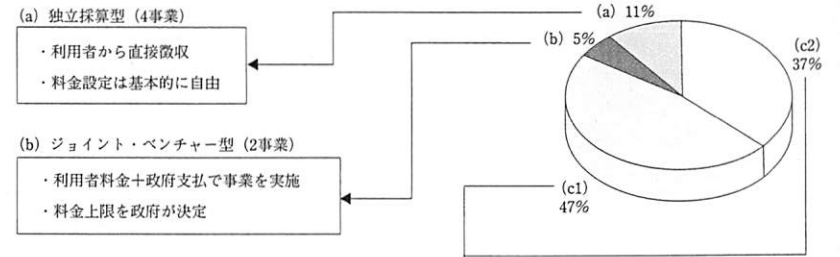 (a) 独立採算型 (4事業)
・利用者から直接徴収
・料金設定は基本的に自由
(b) ジョイント・ベンチャー型 (2事業)
・利用者料金＋政府支払で事業を実施
・料金上限を政府が決定
(a) 11%
(b) 5%
(c2)
37%
(c1)
47%